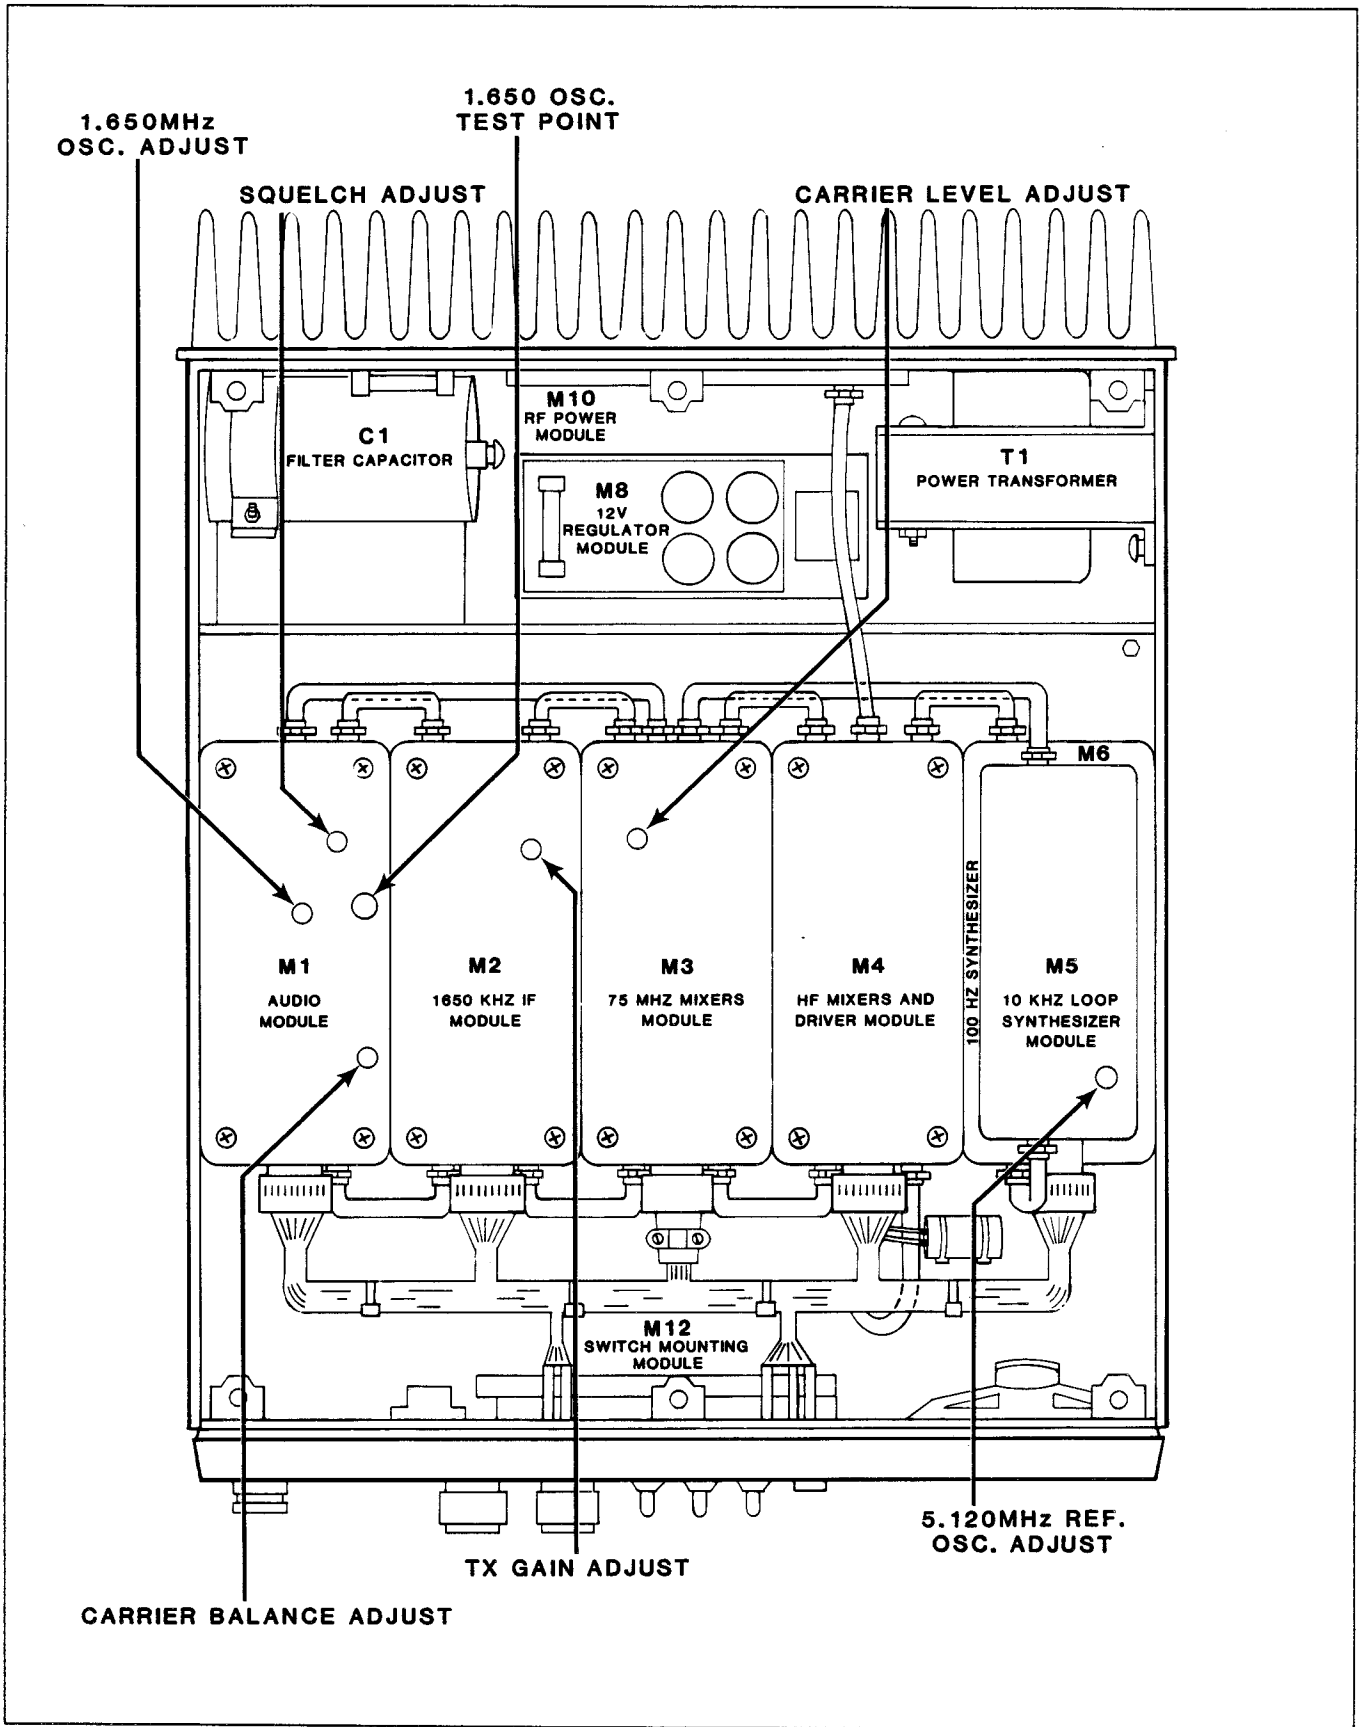 1.650 OSC.
TEST POINT
1.650MHz
OSC. ADJUST
SQUELCH ADJUST
CARRIER LEVEL ADJUST
M10
RF POWER
MODULE
C1
FILTER CAPACITOR
T1
POWER TRANSFORMER
M8
12V
REGULATOR
MODULE
M6
100 HZ SYNTHESIZER
M1
AUDIO
MODULE
M2
1650 KHZ IF
MODULE
M3
75 MHZ MIXERS
MODULE
M4
HF MIXERS AND
DRIVER MODULE
M5
10 KHZ LOOP
SYNTHESIZER
MODULE
M12
SWITCH MOUNTING
MODULE
5.120MHz REF.
OSC. ADJUST
TX GAIN ADJUST
CARRIER BALANCE ADJUST